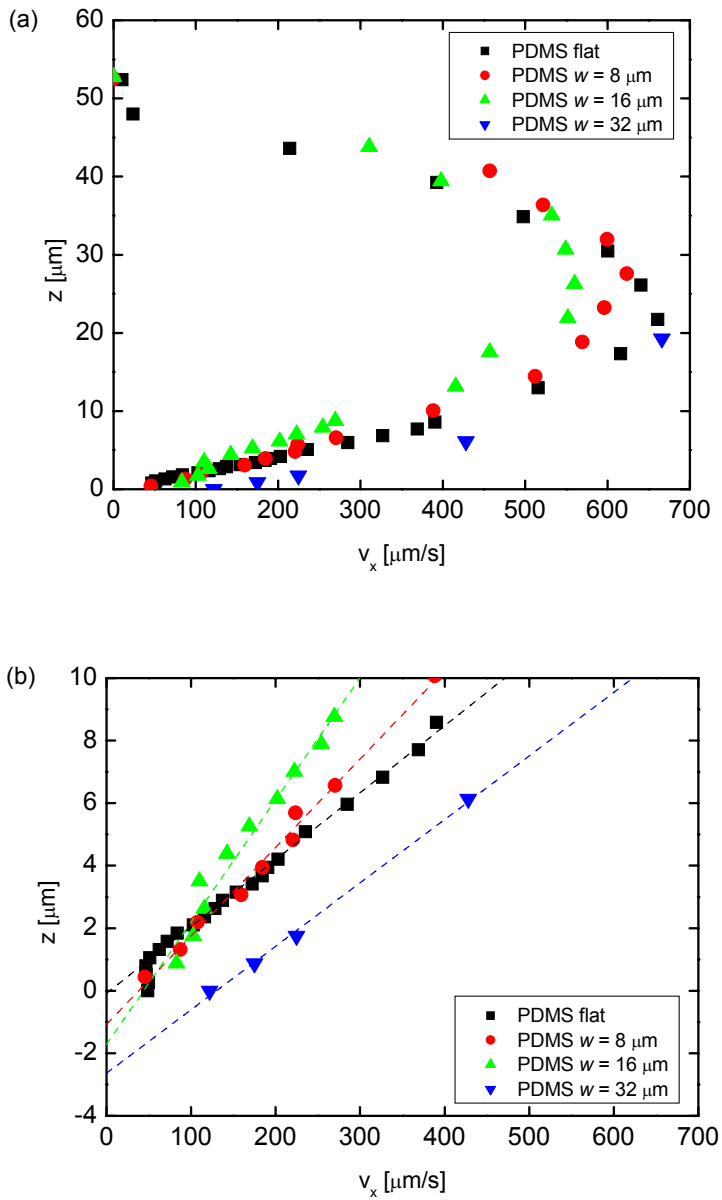 (a)
60
50
40
30
20
10
0
z [μm]
PDMS flat
PDMS w = 8 μm
PDMS w = 16 μm
PDMS w = 32 μm
0 100 200 300 400 500 600 700
vx [μm/s]
(b)
10
8
6
4
2
0
-2
-4
z [μm]
PDMS flat
PDMS w = 8 μm
PDMS w = 16 μm
PDMS w = 32 μm
0 100 200 300 400 500 600 700
vx [μm/s]